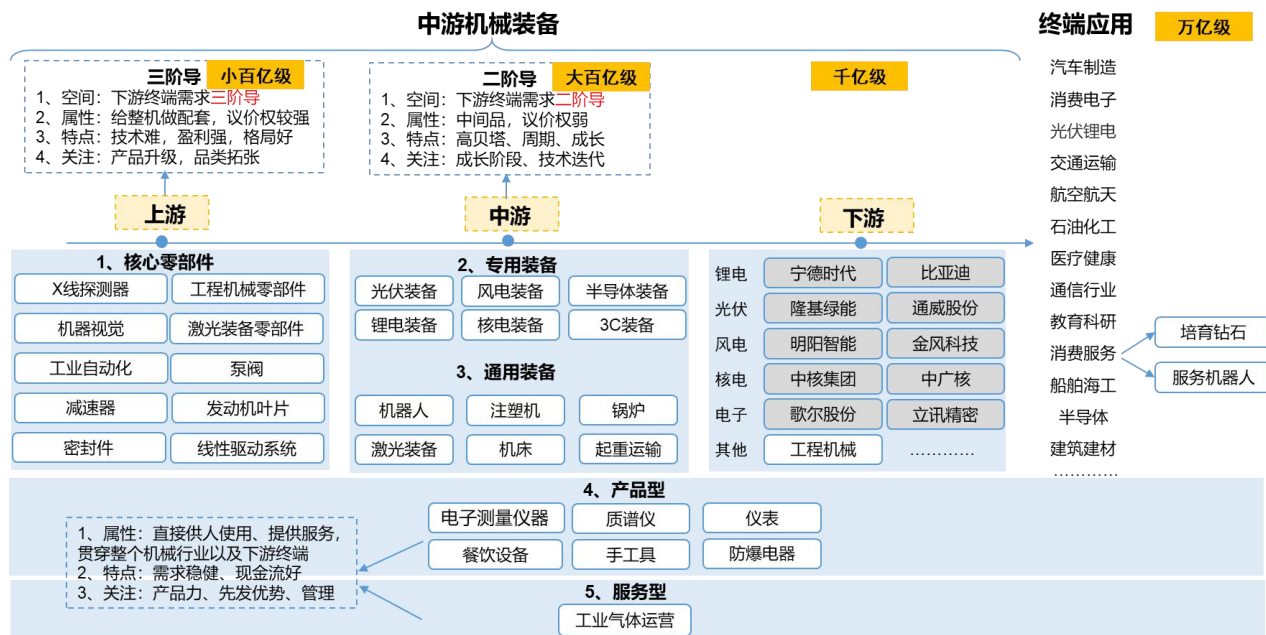 中游机械装备
终端应用
万亿级
三阶导
小百亿级
1、空间：下游终端需求三阶导
2、属性：给整机做配套，议价权较强
3、特点：技术难，盈利强，格局好
4、关注：产品升级，品类拓张
二阶导
大百亿级
1、空间：下游终端需求二阶导
2、属性：中间品，议价权弱
3、特点：高贝塔、周期、成长
4、关注：成长阶段、技术迭代
千亿级
上游
中游
下游
1、核心零部件
X线探测器
工程机械零部件
机器视觉
激光装备零部件
工业自动化
泵阀
减速器
发动机叶片
密封件
线性驱动系统
2、专用装备
光伏装备
风电装备
半导体装备
锂电装备
核电装备
3C装备
3、通用装备
机器人
注塑机
锅炉
激光装备
机床
起重运输
锂电
宁德时代
比亚迪
光伏
隆基绿能
通威股份
风电
明阳智能
金风科技
核电
中核集团
中广核
电子
歌尔股份
立讯精密
其他
工程机械
…………
汽车制造
消费电子
光伏锂电
交通运输
航空航天
石油化工
医疗健康
通信行业
教育科研
消费服务
船舶海工
半导体
建筑建材
…………
培育钻石
服务机器人
4、产品型
电子测量仪器
质谱仪
仪表
餐饮设备
手工具
防爆电器
1、属性：直接供人使用、提供服务，
贯穿整个机械行业以及下游终端
2、特点：需求稳健、现金流好
3、关注：产品力、先发优势、管理
5、服务型
工业气体运营